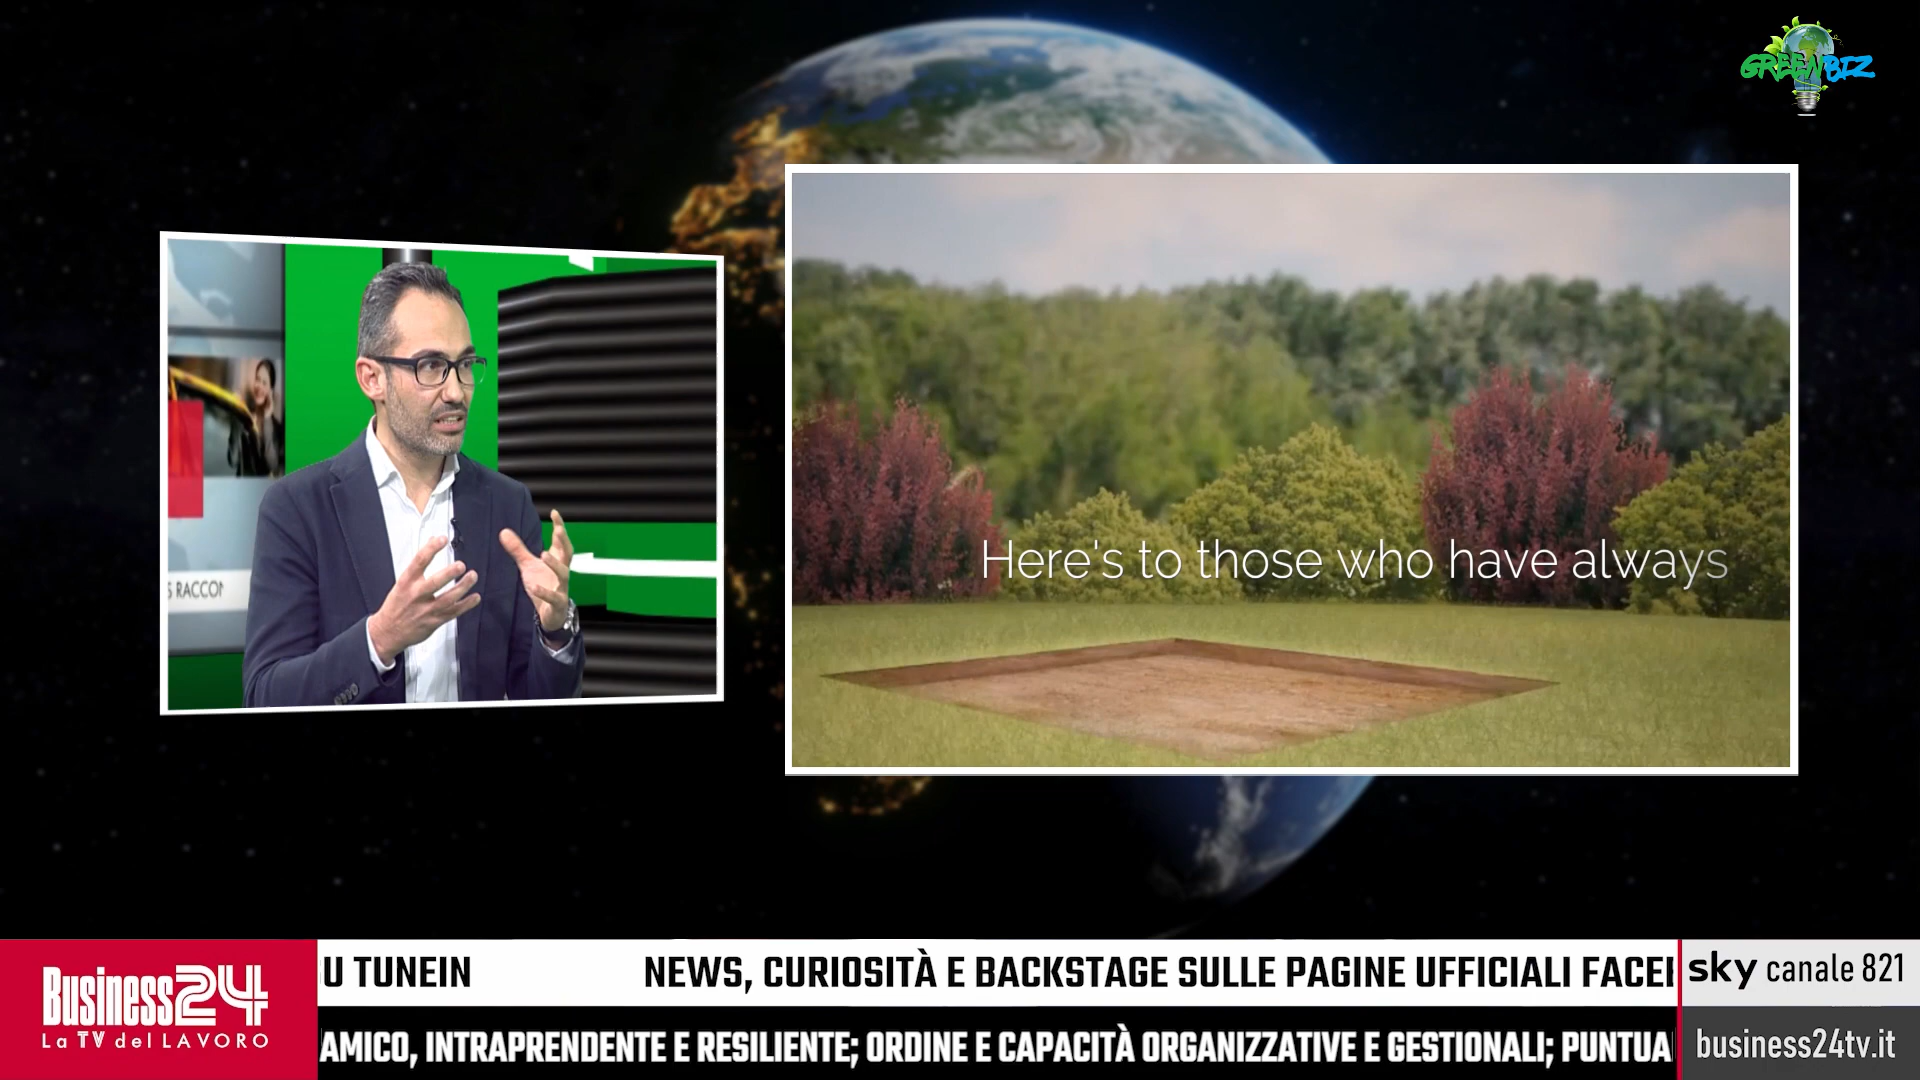 GREENBIZ
RACCO
Here's to those who have always
U TUNEIN NEWS, CURIOSITÀ E BACKSTAGE SULLE PAGINE UFFICIALI FACE
sky canale 821
Business24
La TV del LAVORO
AMICO, INTRAPRENDENTE E RESILIENTE; ORDINE E CAPACITÀ ORGANIZZATIVE E GESTIONALI; PUNTUA
business24tv.it